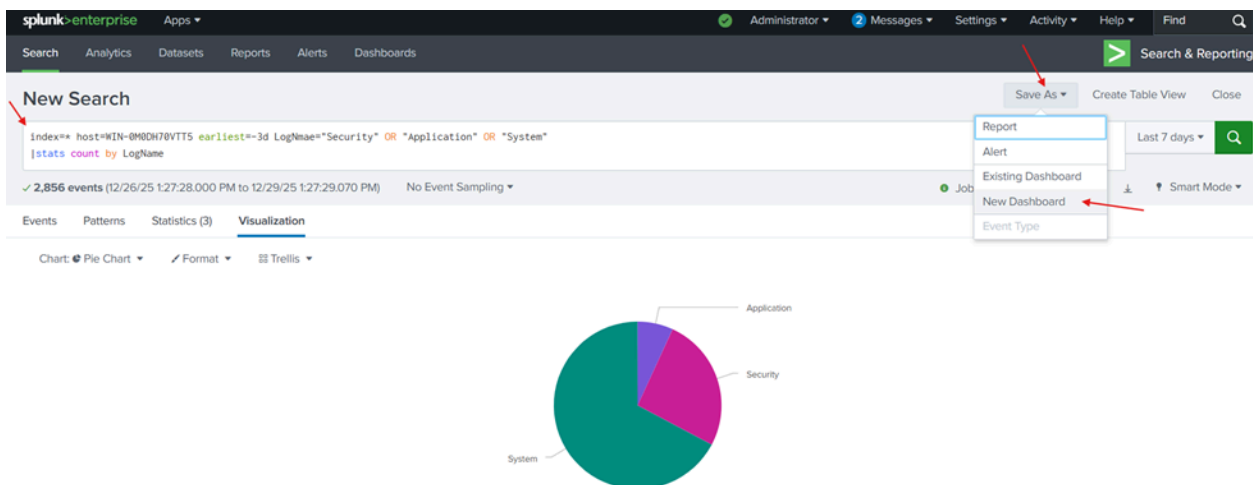 splunk>enterprise Apps Administrator 2 Messages Settings Activity Help Find
Search Analytics Datasets Reports Alerts Dashboards Search & Reporting
New Search Save As Create Table View Close
index=* host=WIN-0M0DH70VTT5 earliest=-3d LogNmae="Security" OR "Application" OR "System"
|stats count by LogName
Last 7 days
Report
Alert
Existing Dashboard
New Dashboard
Event Type
2,856 events (12/26/25 1:27:28.000 PM to 12/29/25 1:27:29.070 PM) No Event Sampling Job Smart Mode
Events Patterns Statistics (3) Visualization
Chart: Pie Chart Format Trellis
Application
Security
System